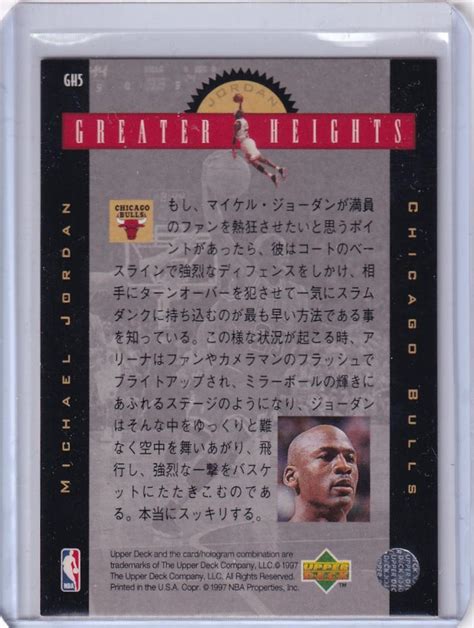 GH5
JORDAN
GREATER HEIGHTS
MICHAEL JORDAN
CHICAGO BULLS
CHICAGO
BULLS
もし、マイケル・ジョーダンが満員
のファンを熱狂させたいと思うポ
イントがあったら、彼はコートのベー
スラインで強烈なディフェンスをしかけ、相
手にターンオーバーを犯させて一気にスラム
ダンクに持ち込むのが最も早い方法である事
を知っている。この様な状況が起こる時、ア
リーナはファンやカメラマンのフラッシュで
ブライトアップされ、ミラーボールの輝きに
あふれるステージのようになり、ジョーダン
はそんな中をゆっくりと難
なく空中を舞いあがり、飛
行し、強烈な一撃をバスケ
ットにたたきこむのであ
る。本当にスッキリする。
NBA
Upper Deck and the card/hologram combination are
trademarks of The Upper Deck Company, LLC.©1997
The Upper Deck Company, LLC. All Rights Reserved.
Printed in the U.S.A. Copr. ©1997 NBA Properties, Inc.
UPPER
DECK
TM